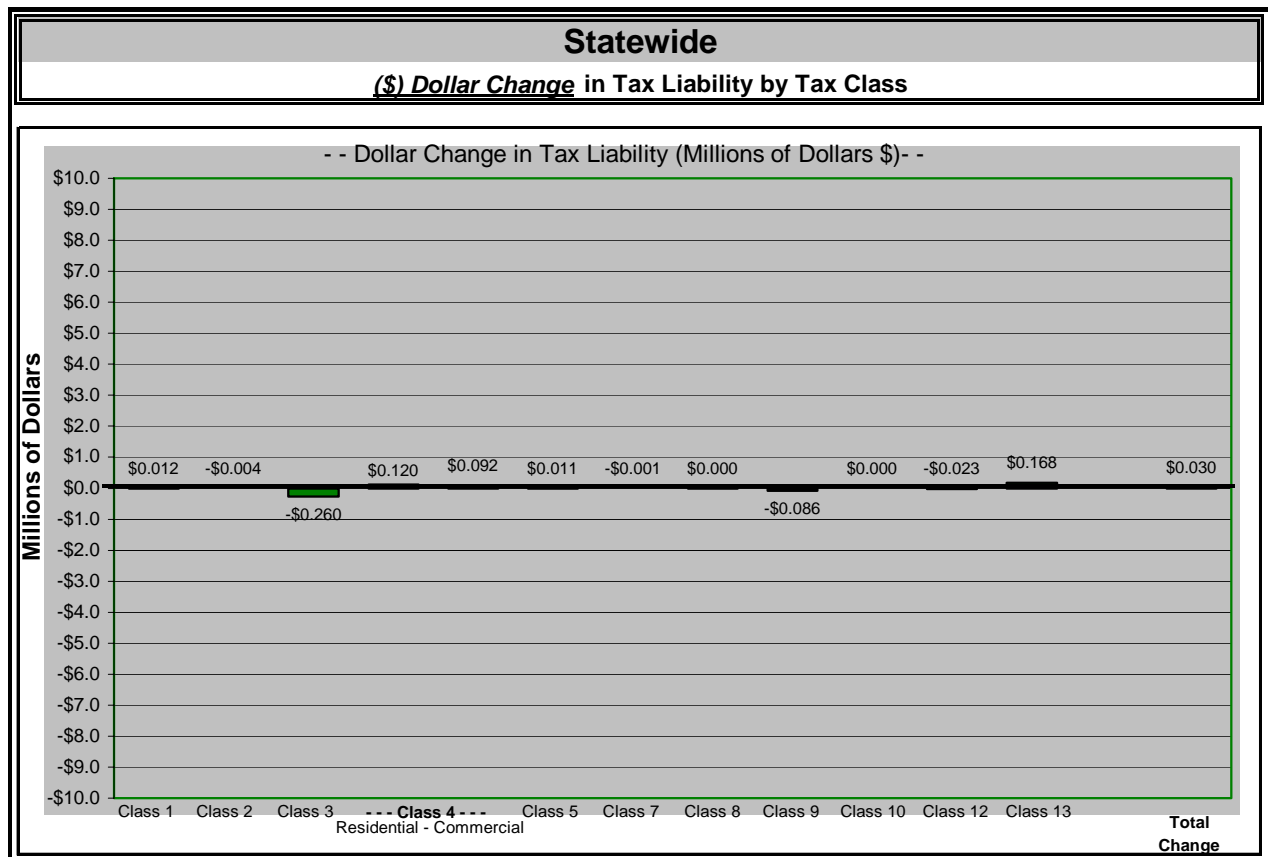 Statewide
($) Dollar Change in Tax Liability by Tax Class
- - Dollar Change in Tax Liability (Millions of Dollars $)- -
Millions of Dollars
$10.0
$9.0
$8.0
$7.0
$6.0
$5.0
$4.0
$3.0
$2.0
$1.0
$0.0
-$1.0
-$2.0
-$3.0
-$4.0
-$5.0
-$6.0
-$7.0
-$8.0
-$9.0
-$10.0
$0.012 -$0.004 $0.120 $0.092 $0.011 -$0.001 $0.000 $0.000 -$0.023 $0.168 $0.030
-$0.260 -$0.086
Class 1 Class 2 Class 3 - - - Class 4 - - - Class 5 Class 7 Class 8 Class 9 Class 10 Class 12 Class 13
Residential - Commercial
Total
Change